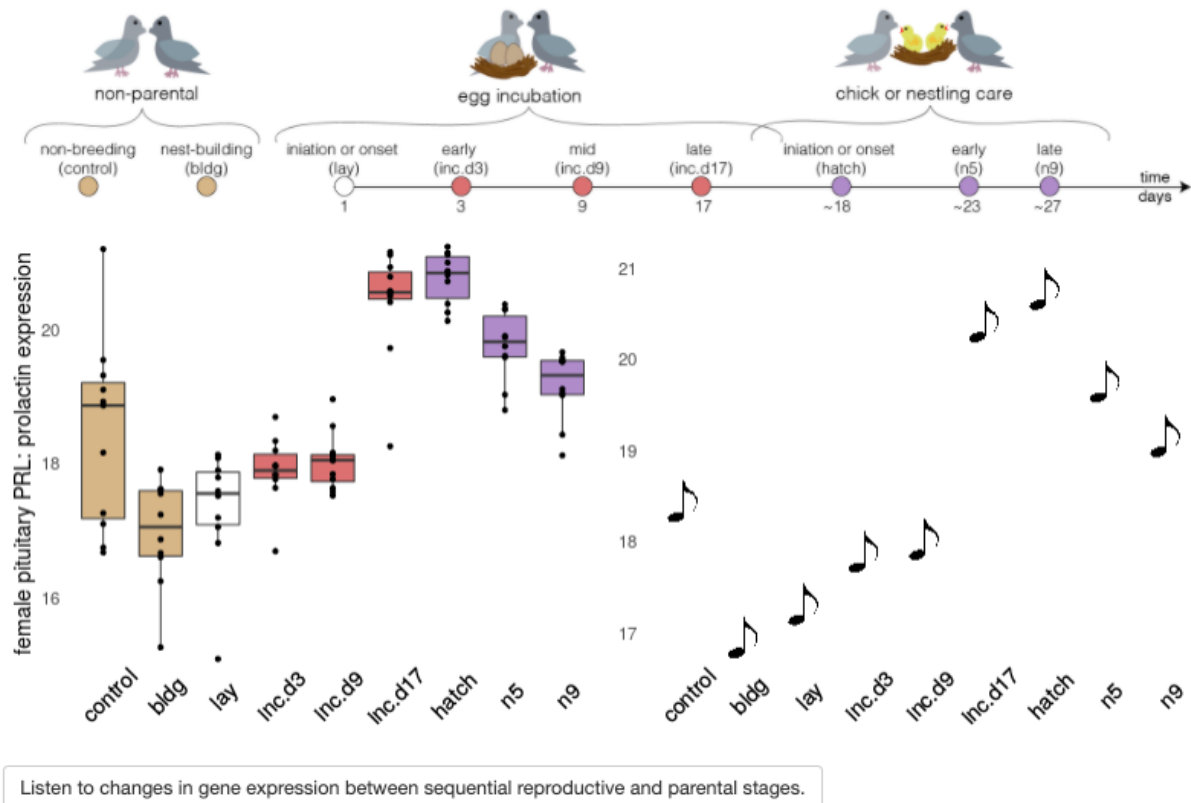 non-parental
egg incubation
chick or nestling care
non-breeding
(control)
nest-building
(bldg)
iniation or onset
(lay)
early
(inc.d3)
mid
(inc.d9)
late
(inc.d17)
iniation or onset
(hatch)
early
(n5)
late
(n9)
time
days
1
3
9
17
~18
~23
~27
female pituitary PRL: prolactin expression
20
18
16
control
bldg
lay
Inc.d3
Inc.d9
Inc.d17
hatch
n5
n9
21
20
19
18
17
control
bldg
lay
Inc.d3
Inc.d9
Inc.d17
hatch
n5
n9
Listen to changes in gene expression between sequential reproductive and parental stages.